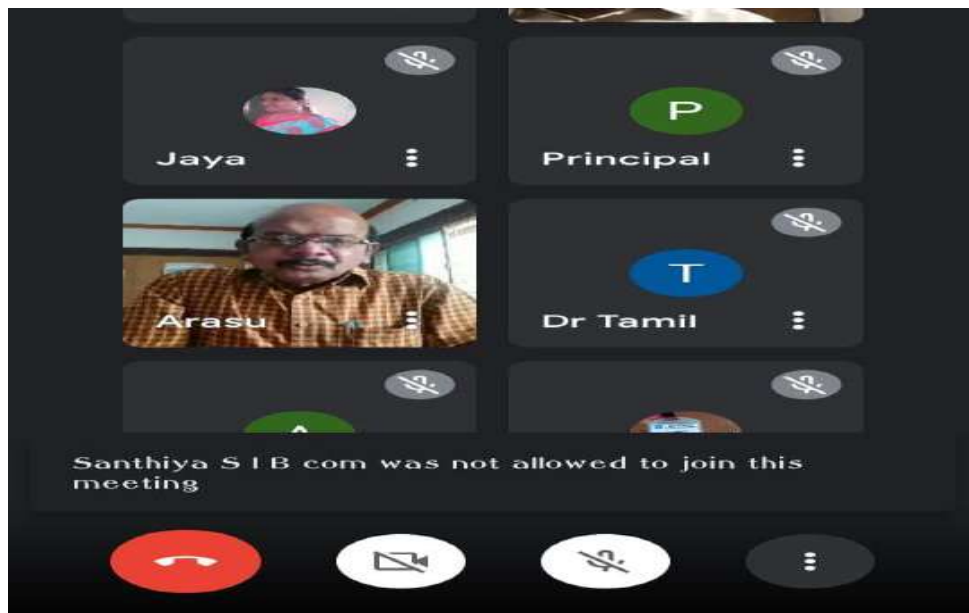 Jaya
P
Principal
Arasu
T
Dr Tamil
A
Santhiya S I B com was not allowed to join this
meeting